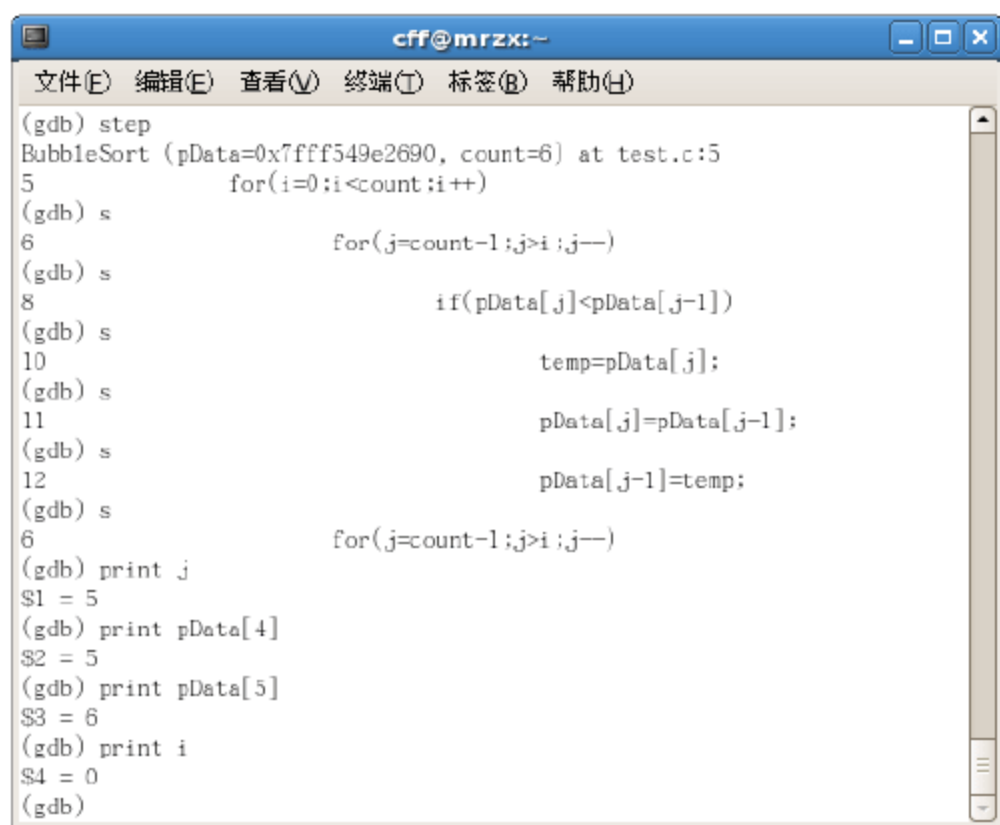 cff@mrzx:~
文件(F) 编辑(E) 查看(V) 终端(T) 标签(B) 帮助(H)
(gdb) step
BubbleSort (pData=0x7fff549e2690, count=6) at test.c:5
5 for(i=0;i<count;i++)
(gdb) s
6 for(j=count-1;j>i;j--)
(gdb) s
8 if(pData[j]<pData[j-1])
(gdb) s
10 temp=pData[j];
(gdb) s
11 pData[j]=pData[j-1];
(gdb) s
12 pData[j-1]=temp;
(gdb) s
6 for(j=count-1;j>i;j--)
(gdb) print j
$1 = 5
(gdb) print pData[4]
$2 = 5
(gdb) print pData[5]
$3 = 6
(gdb) print i
$4 = 0
(gdb)